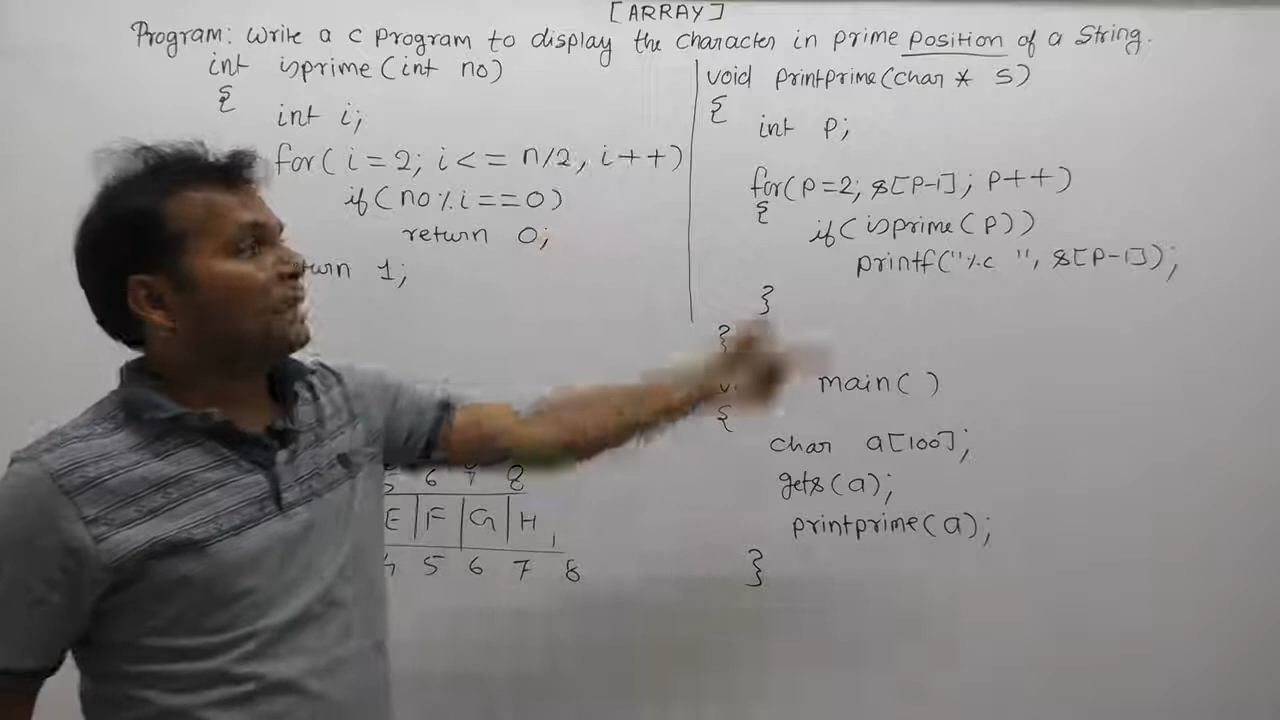 [ARRAY]
Program: Write a c program to display the character in prime position of a String.
int isprime(int no)
{
int i;
for(i=2; i<=n/2, i++)
if(no%i==0)
return 0;
1;
void printprime(char * s)
{
int p;
for(p=2; s[p-1]; p++)
{
if(isprime(p))
printf("%c ", s[p-1]);
}
}
main( )
{
char a[100];
gets(a);
printprime(a);
}
6 7 8
E F G H
5 6 7 8